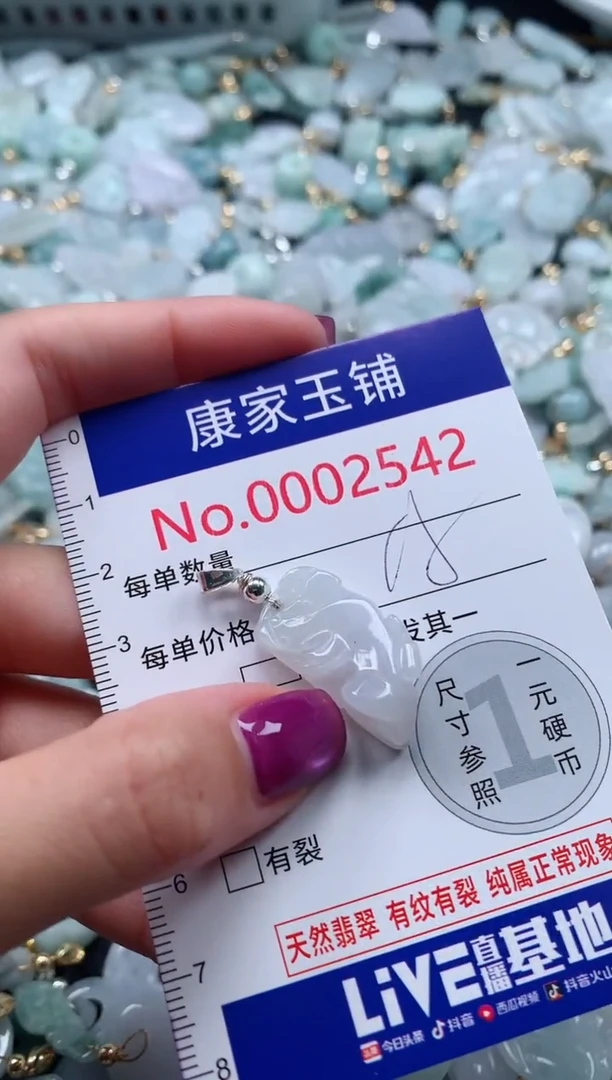 康家玉铺
No.0002542
每单数量
每单价格
发其一
尺寸参照
1
一元硬币
有裂
天然翡翠 有纹有裂 纯属正常现象
LiVE直播基地
今日头条 抖音 西瓜视频 抖音火山
0
1
2
3
6
7
8